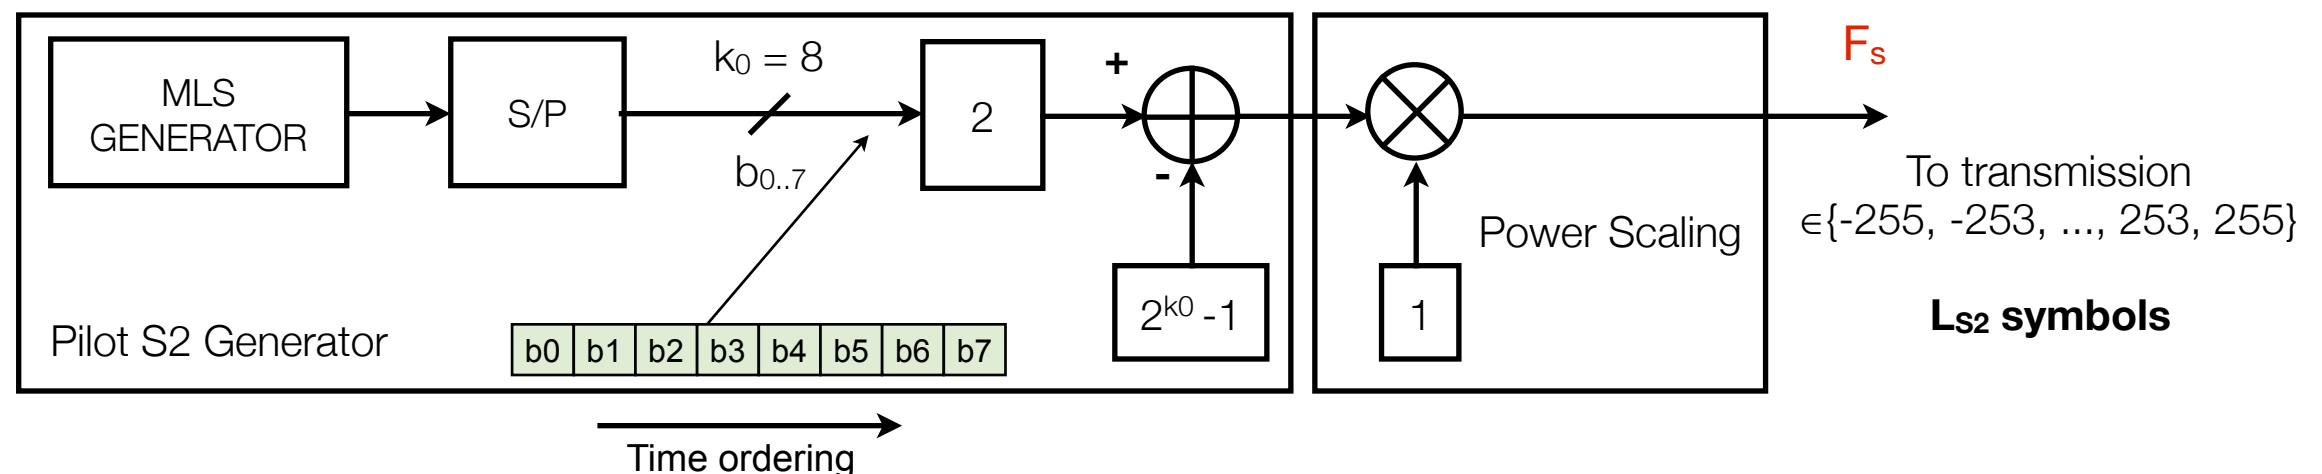 MLS
GENERATOR
S/P
k0 = 8
b0..7
2
+
-
2k0 -1
Pilot S2 Generator
b0 b1 b2 b3 b4 b5 b6 b7
Time ordering
1
Power Scaling
Fs
To transmission
∈{-255, -253, ..., 253, 255}
LS2 symbols